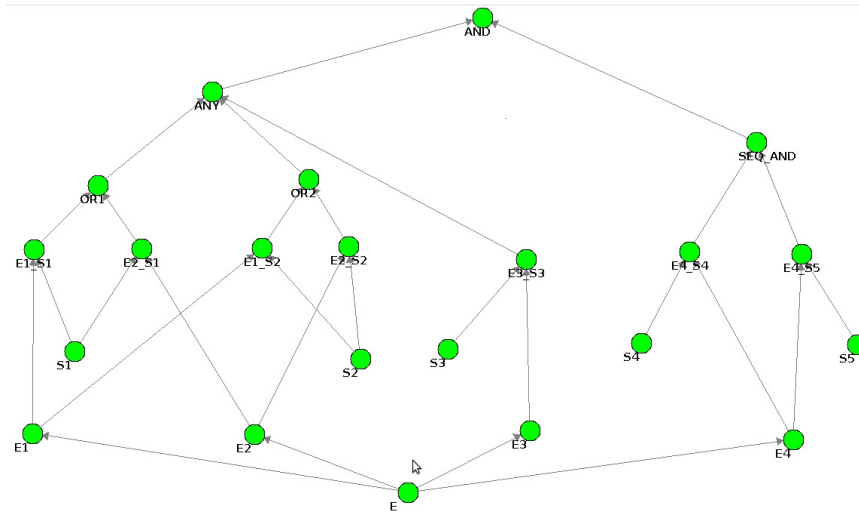 AND
ANY
SEQ_AND
OR1
OR2
E1_S1
E2_S1
E1_S2
E2_S2
E3_S3
E4_S4
E4_S5
S1
S2
S3
S4
S5
E1
E2
E3
E4
E